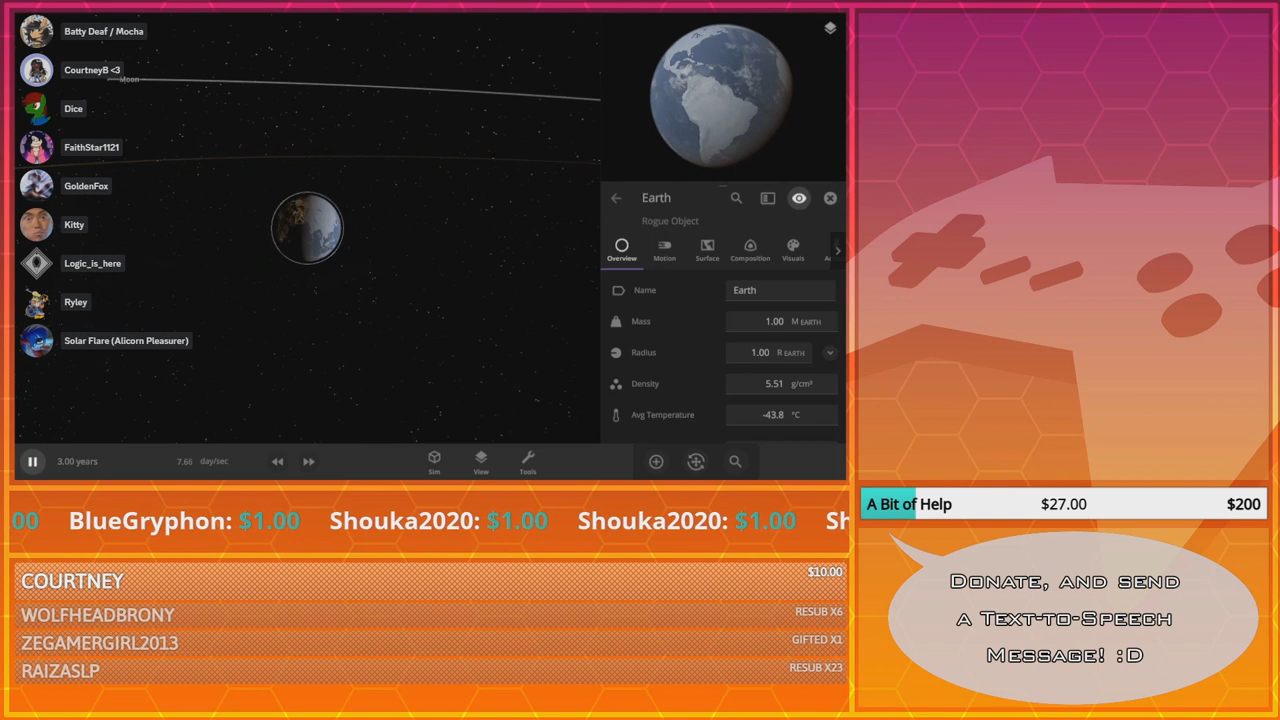 Batty Deaf / Mocha
CourtneyB <3
Moon
Dice
FaithStar1121
GoldenFox
Kitty
Logic_is_here
Ryley
Solar Flare (Alicorn Pleasurer)
Earth
Rogue Object
Overview Motion Surface Composition Visuals A
Name Earth
Mass 1.00 M EARTH
Radius 1.00 R EARTH
Density 5.51 g/cm³
Avg Temperature -43.8 °C
3.00 years 7.66 day/sec
Sim View Tools
00 BlueGryphon: $1.00 Shouka2020: $1.00 Shouka2020: $1.00 Sh
A Bit of Help $27.00 $200
COURTNEY $10.00
WOLFHEADBRONY RESUB X6
ZEGAMERGIRL2013 GIFTED X1
RAIZASLP RESUB X23
Donate, and send
a Text-to-Speech
Message! :D